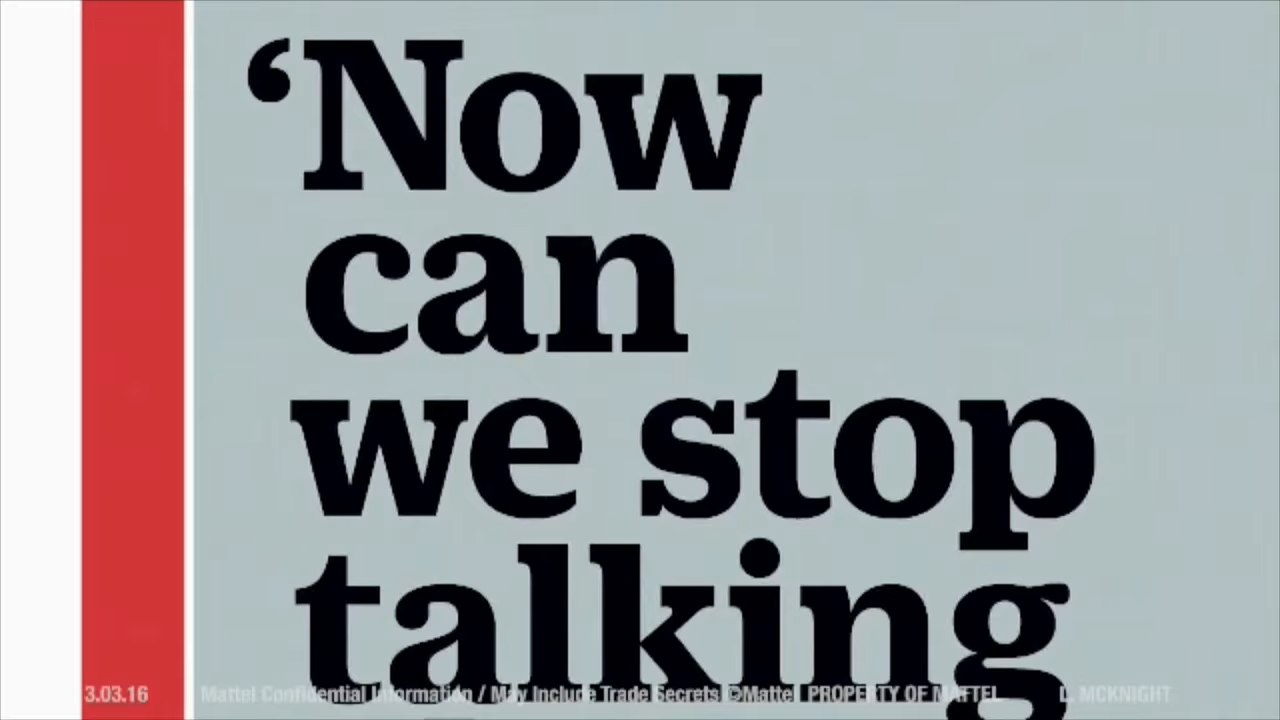 ‘Now
can
we stop
talking
3.03.16 Mattel Confidential Information / May Include Trade Secrets ©Mattel PROPERTY OF MATTEL L. MCKNIGHT